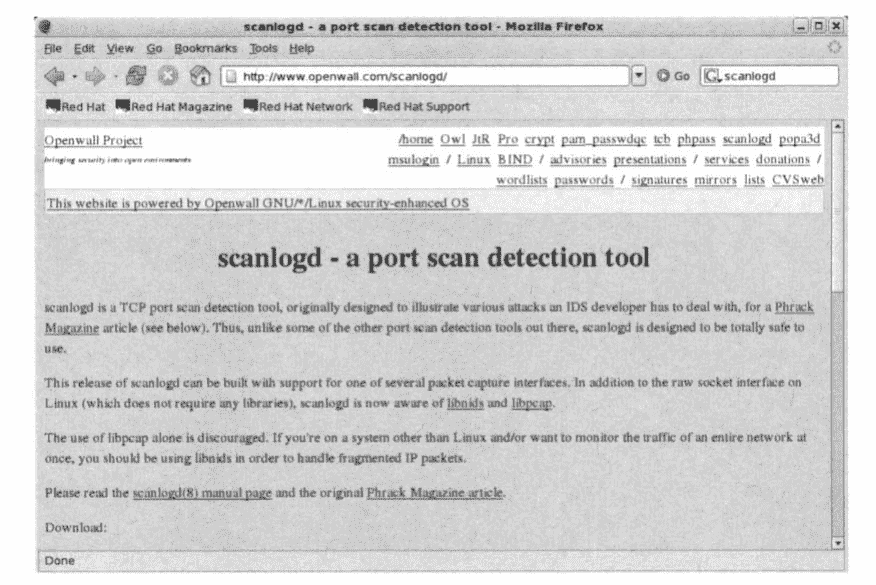 scanlogd - a port scan detection tool - Mozilla Firefox
File Edit View Go Bookmarks Tools Help
http://www.openwall.com/scanlogd/ Go G scanlogd
Red Hat Red Hat Magazine Red Hat Network Red Hat Support
Openwall Project /home Owl JtR Pro crypt pam_passwdqc tcb phpass scanlogd popa3d
bringing security into open environments msulogin / Linux BIND / advisories presentations / services donations /
wordlists passwords / signatures mirrors lists CVSweb
This website is powered by Openwall GNU/*/Linux security-enhanced OS
scanlogd - a port scan detection tool
scanlogd is a TCP port scan detection tool, originally designed to illustrate various attacks an IDS developer has to deal with, for a Phrack
Magazine article (see below). Thus, unlike some of the other port scan detection tools out there, scanlogd is designed to be totally safe to
use.
This release of scanlogd can be built with support for one of several packet capture interfaces. In addition to the raw socket interface on
Linux (which does not require any libraries), scanlogd is now aware of libnids and libpcap.
The use of libpcap alone is discouraged. If you're on a system other than Linux and/or want to monitor the traffic of an entire network at
once, you should be using libnids in order to handle fragmented IP packets.
Please read the scanlogd(8) manual page and the original Phrack Magazine article.
Download:
Done